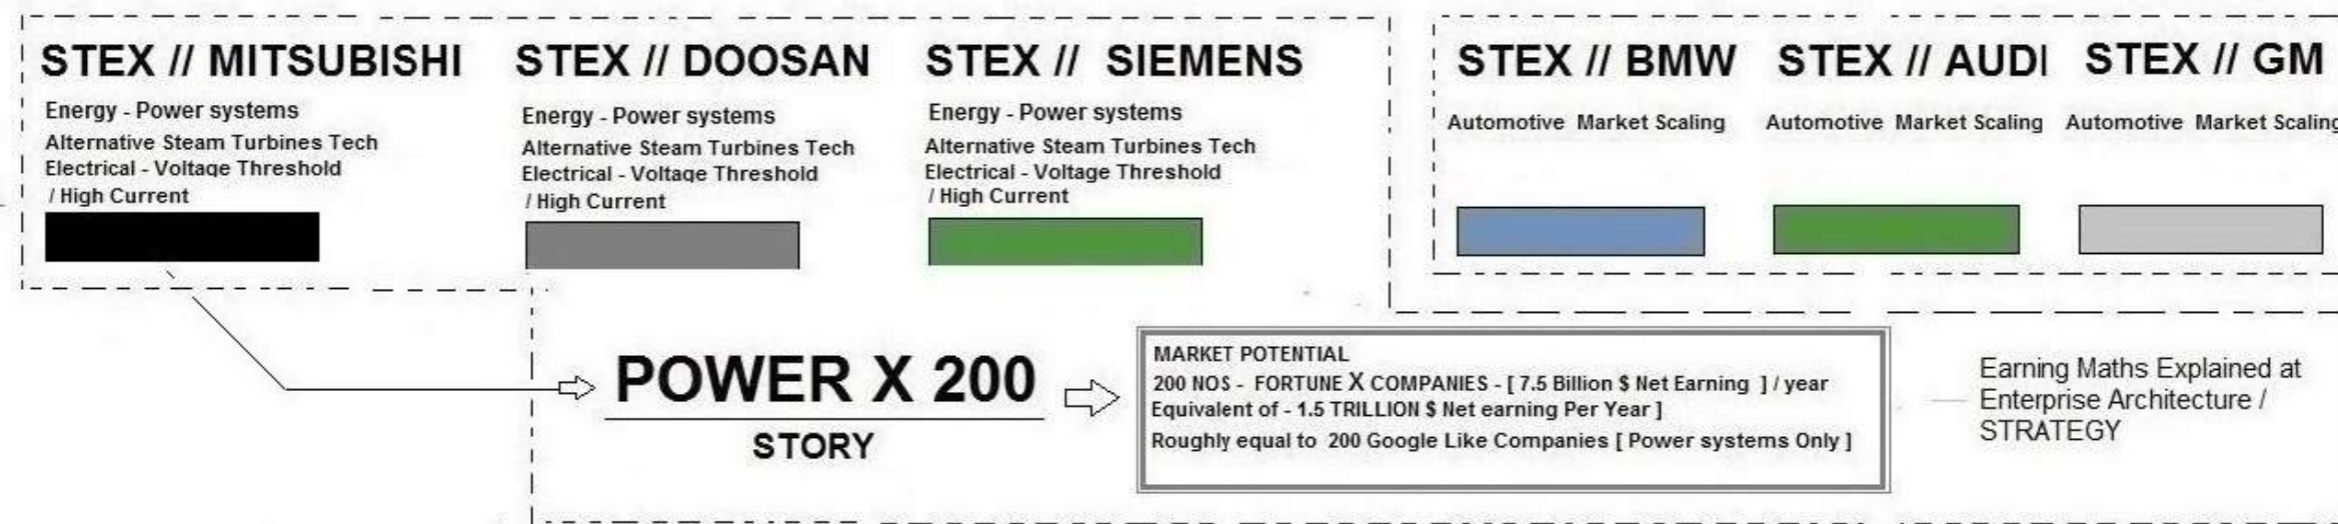 STEX // MITSUBISHI
Energy - Power systems
Alternative Steam Turbines Tech
Electrical - Voltage Threshold
/ High Current
STEX // DOOSAN
Energy - Power systems
Alternative Steam Turbines Tech
Electrical - Voltage Threshold
/ High Current
STEX // SIEMENS
Energy - Power systems
Alternative Steam Turbines Tech
Electrical - Voltage Threshold
/ High Current
STEX // BMW
Automotive Market Scaling
STEX // AUDI
Automotive Market Scaling
STEX // GM
Automotive Market Scaling
POWER X 200
STORY
MARKET POTENTIAL
200 NOS - FORTUNE X COMPANIES - [ 7.5 Billion $ Net Earning ] / year
Equivalent of - 1.5 TRILLION $ Net earning Per Year ]
Roughly equal to 200 Google Like Companies [ Power systems Only ]
Earning Maths Explained at
Enterprise Architecture /
STRATEGY